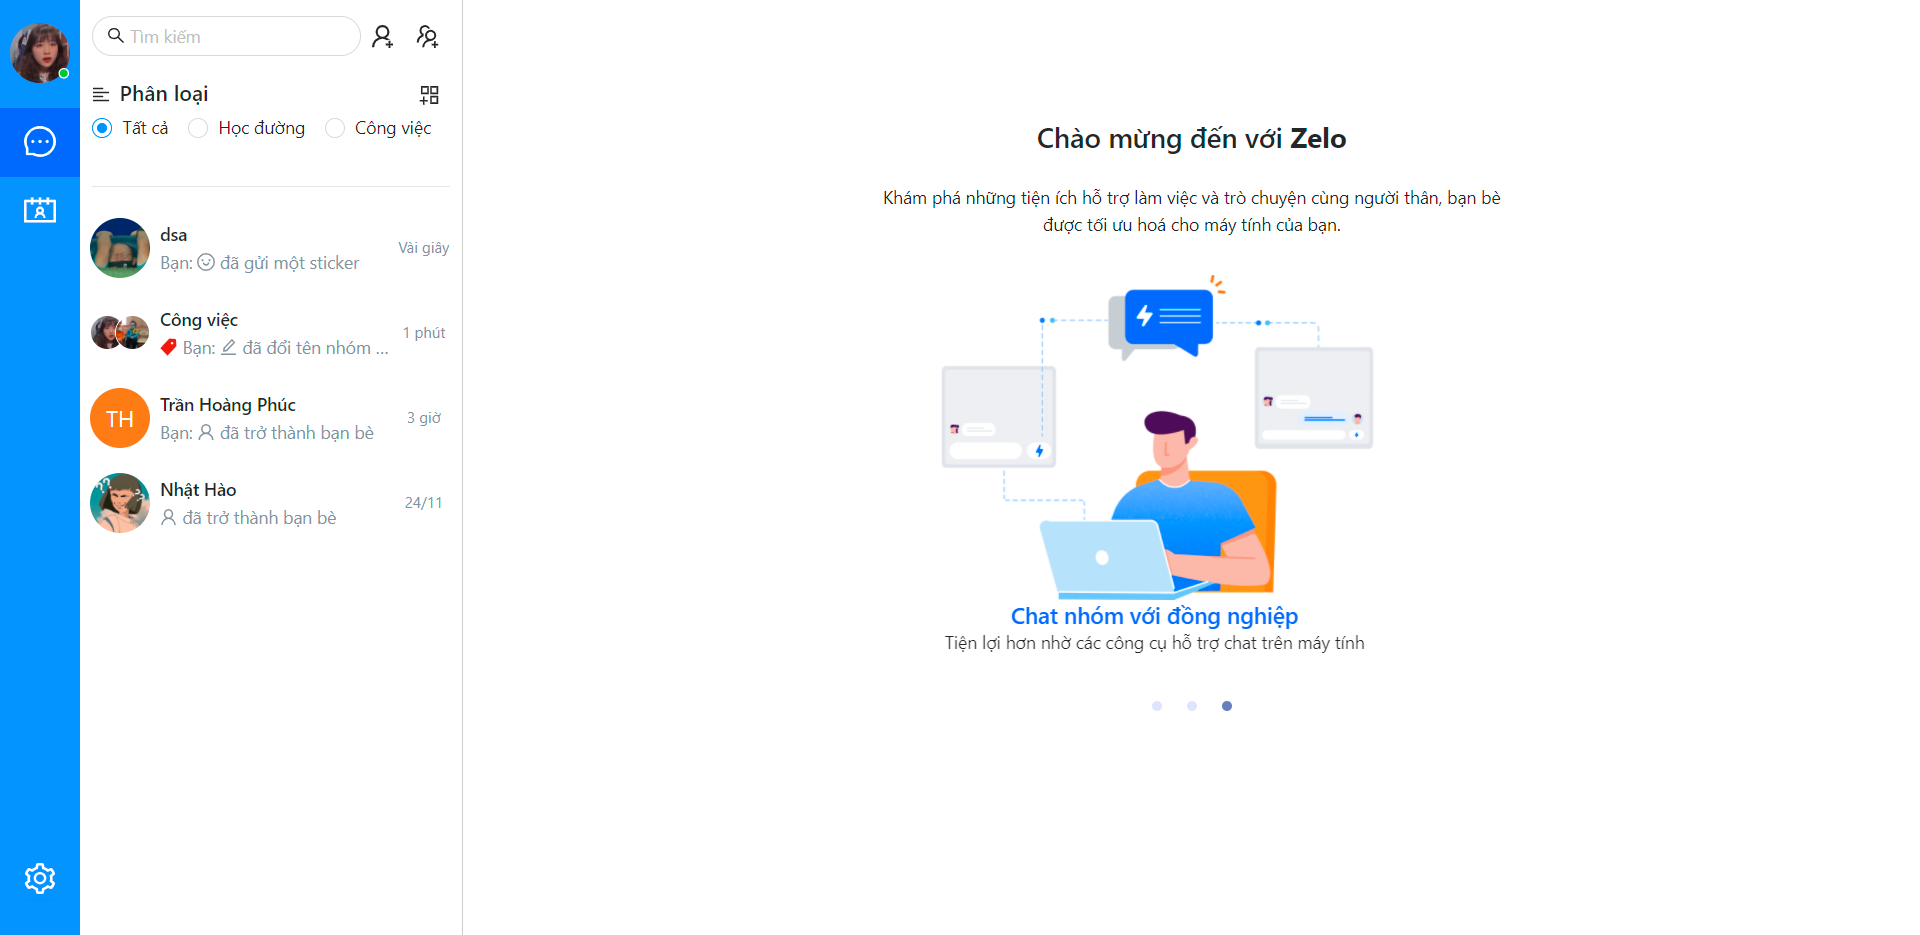 Tìm kiếm
Phân loại
Tất cả
Học đường
Công việc
dsa
Vài giây
Bạn: đã gửi một sticker
Công việc
1 phút
Bạn: đã đổi tên nhóm ...
TH
Trần Hoàng Phúc
3 giờ
Bạn: đã trở thành bạn bè
Nhật Hào
24/11
đã trở thành bạn bè
Chào mừng đến với Zelo
Khám phá những tiện ích hỗ trợ làm việc và trò chuyện cùng người thân, bạn bè
được tối ưu hoá cho máy tính của bạn.
Chat nhóm với đồng nghiệp
Tiện lợi hơn nhờ các công cụ hỗ trợ chat trên máy tính